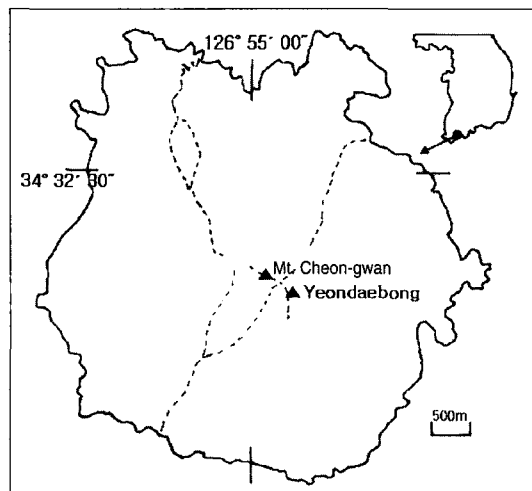 126° 55′ 00″
34° 32′ 30″
Mt. Cheon-gwan
Yeondaebong
500m